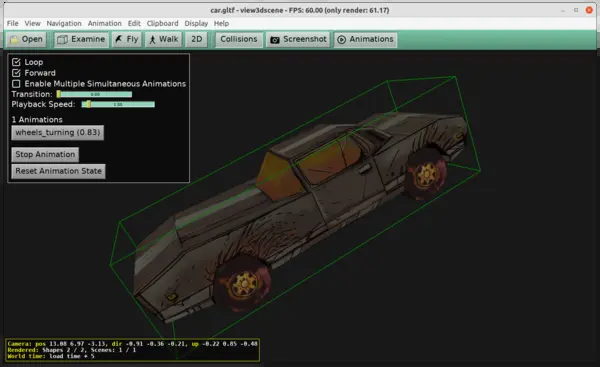 car.gltf - view3dscene - FPS: 60.00 (only render: 61.17)
File View Navigation Animation Edit Clipboard Display Help
Open Examine Fly Walk 2D Collisions Screenshot Animations
Loop
Forward
Enable Multiple Simultaneous Animations
Transition: 0.00
Playback Speed:
1 Animations
wheels_turning (0.83)
Stop Animation
Reset Animation State
Camera: pos 13.08 6.97 -3.13, dir -0.91 -0.36 -0.21, up -0.22 0.85 -0.48
Rendered: Shapes 2 / 2, Scenes: 1 / 1
World time: load time + 5